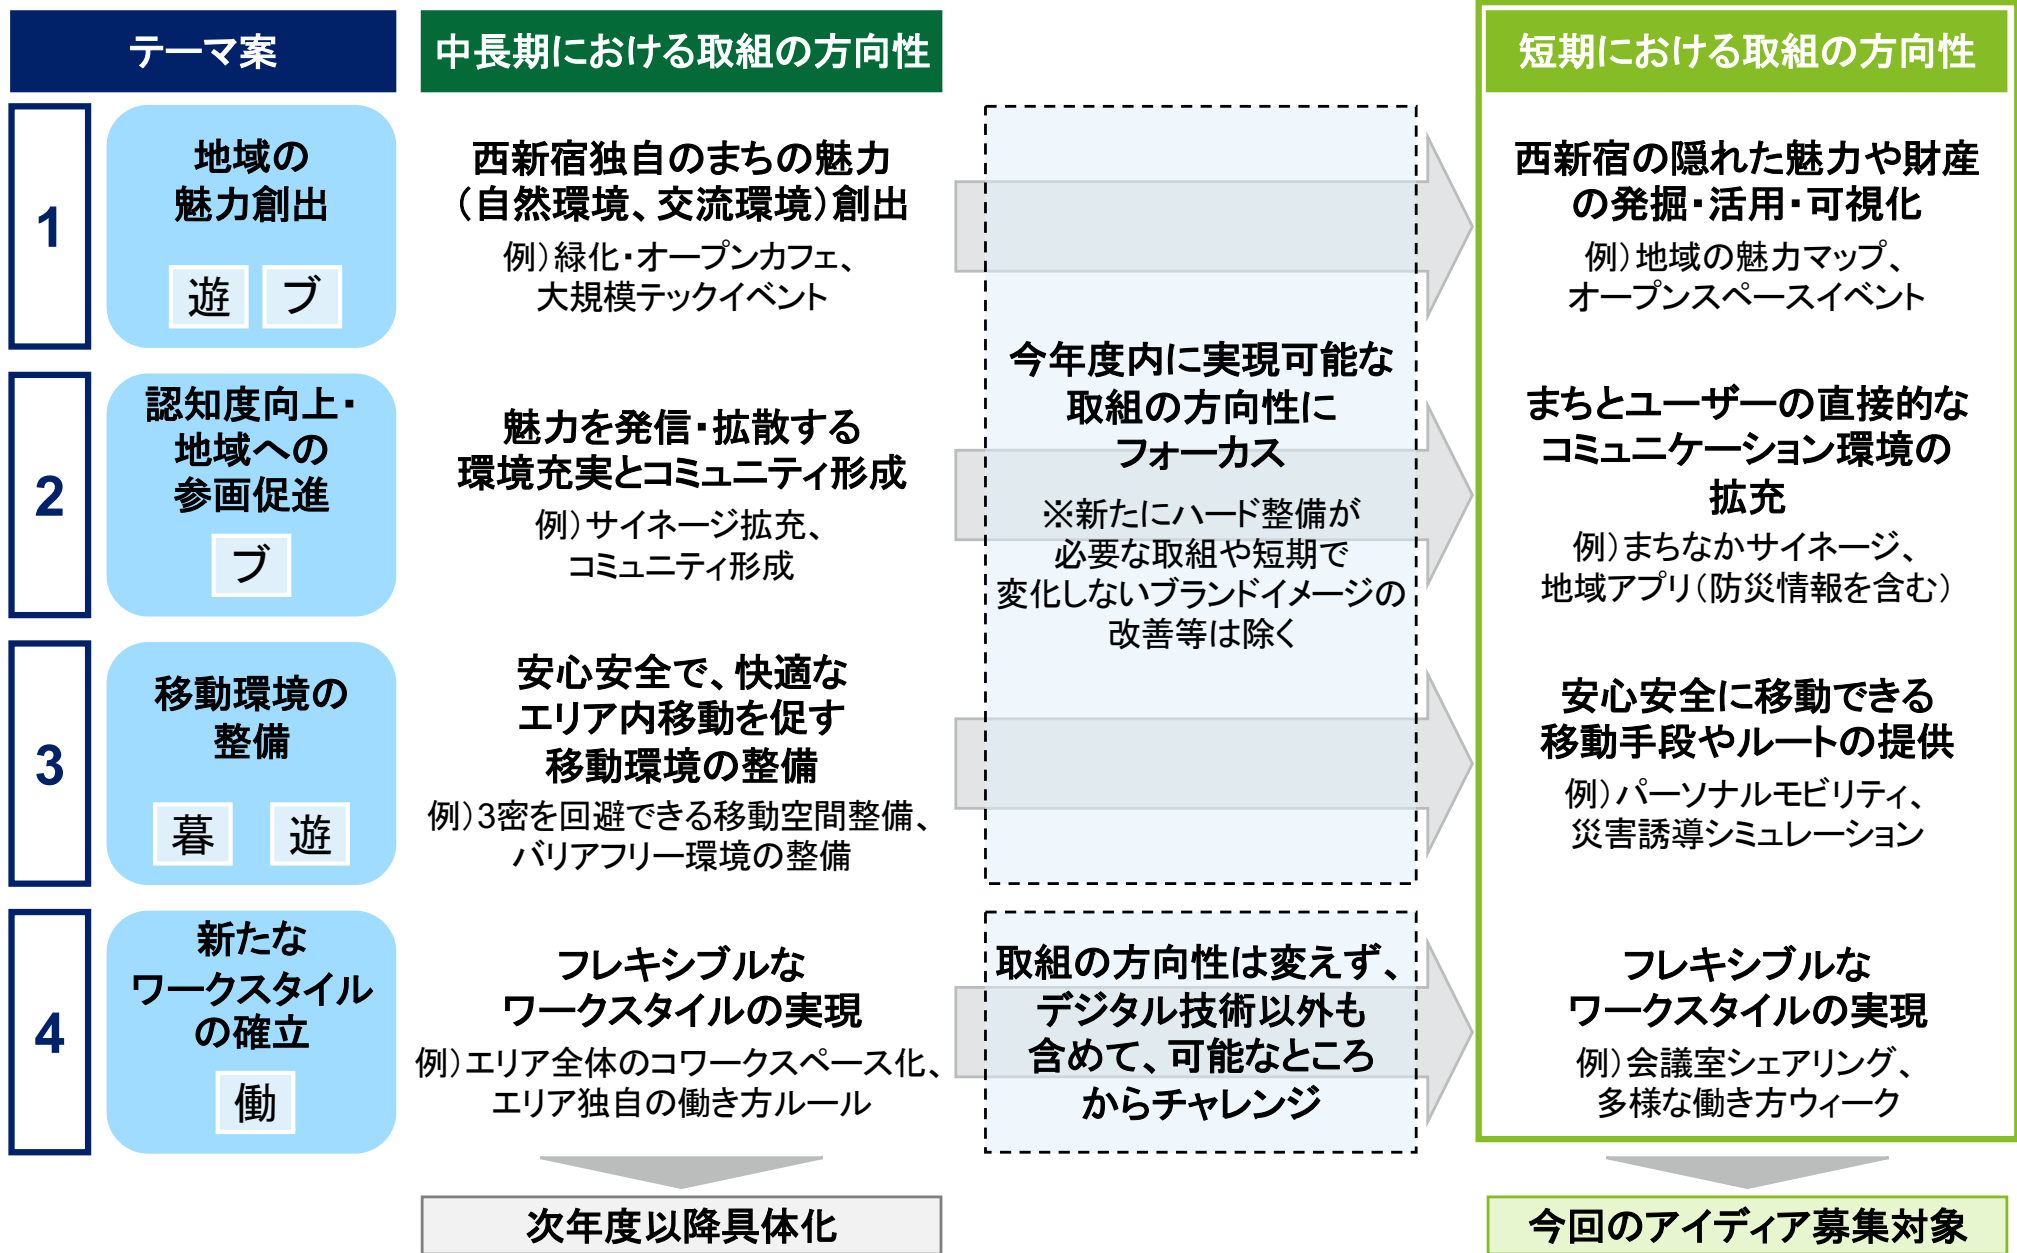 テーマ案
中長期における取組の方向性
短期における取組の方向性
1
地域の
魅力創出
遊 ブ
西新宿独自のまちの魅力
（自然環境、交流環境）創出
例）緑化・オープンカフェ、
大規模テックイベント
西新宿の隠れた魅力や財産
の発掘・活用・可視化
例）地域の魅力マップ、
オープンスペースイベント
2
認知度向上・
地域への
参画促進
ブ
魅力を発信・拡散する
環境充実とコミュニティ形成
例）サイネージ拡充、
コミュニティ形成
今年度内に実現可能な
取組の方向性に
フォーカス
※新たにハード整備が
必要な取組や短期で
変化しないブランドイメージの
改善等は除く
まちとユーザーの直接的な
コミュニケーション環境の
拡充
例）まちなかサイネージ、
地域アプリ（防災情報を含む）
3
移動環境の
整備
暮 遊
安心安全で、快適な
エリア内移動を促す
移動環境の整備
例）3密を回避できる移動空間整備、
バリアフリー環境の整備
安心安全に移動できる
移動手段やルートの提供
例）パーソナルモビリティ、
災害誘導シミュレーション
4
新たな
ワークスタイル
の確立
働
フレキシブルな
ワークスタイルの実現
例）エリア全体のコワークスペース化、
エリア独自の働き方ルール
取組の方向性は変えず、
デジタル技術以外も
含めて、可能なところ
からチャレンジ
フレキシブルな
ワークスタイルの実現
例）会議室シェアリング、
多様な働き方ウィーク
次年度以降具体化
今回のアイディア募集対象